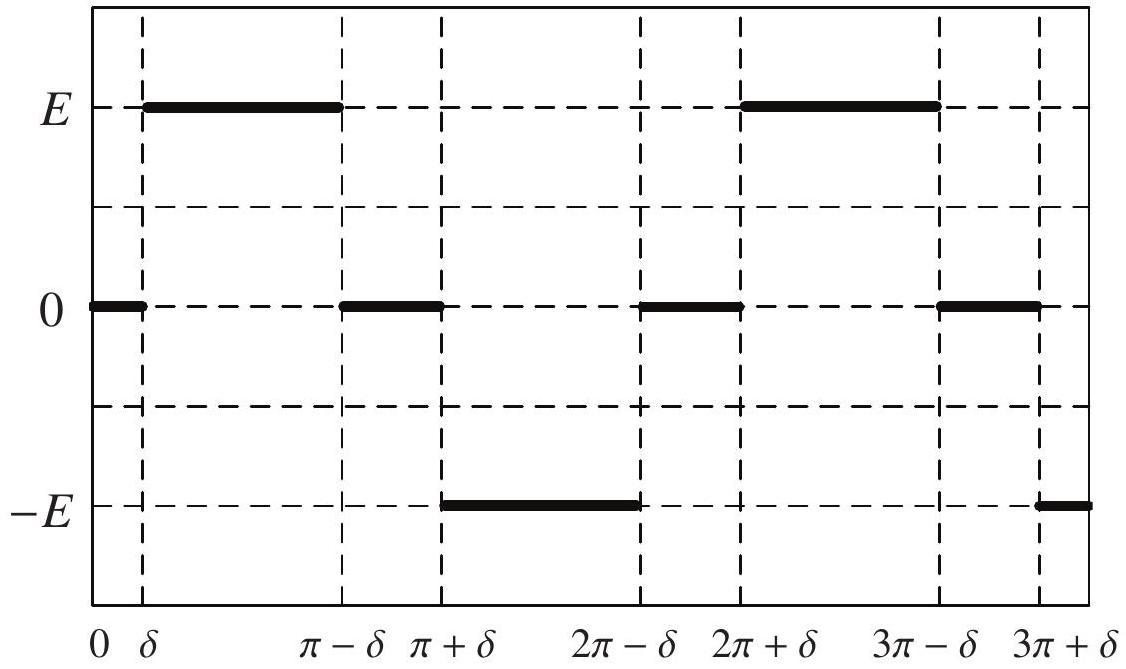 E
0
−E
0 δ π − δ π + δ 2π − δ 2π + δ 3π − δ 3π + δ